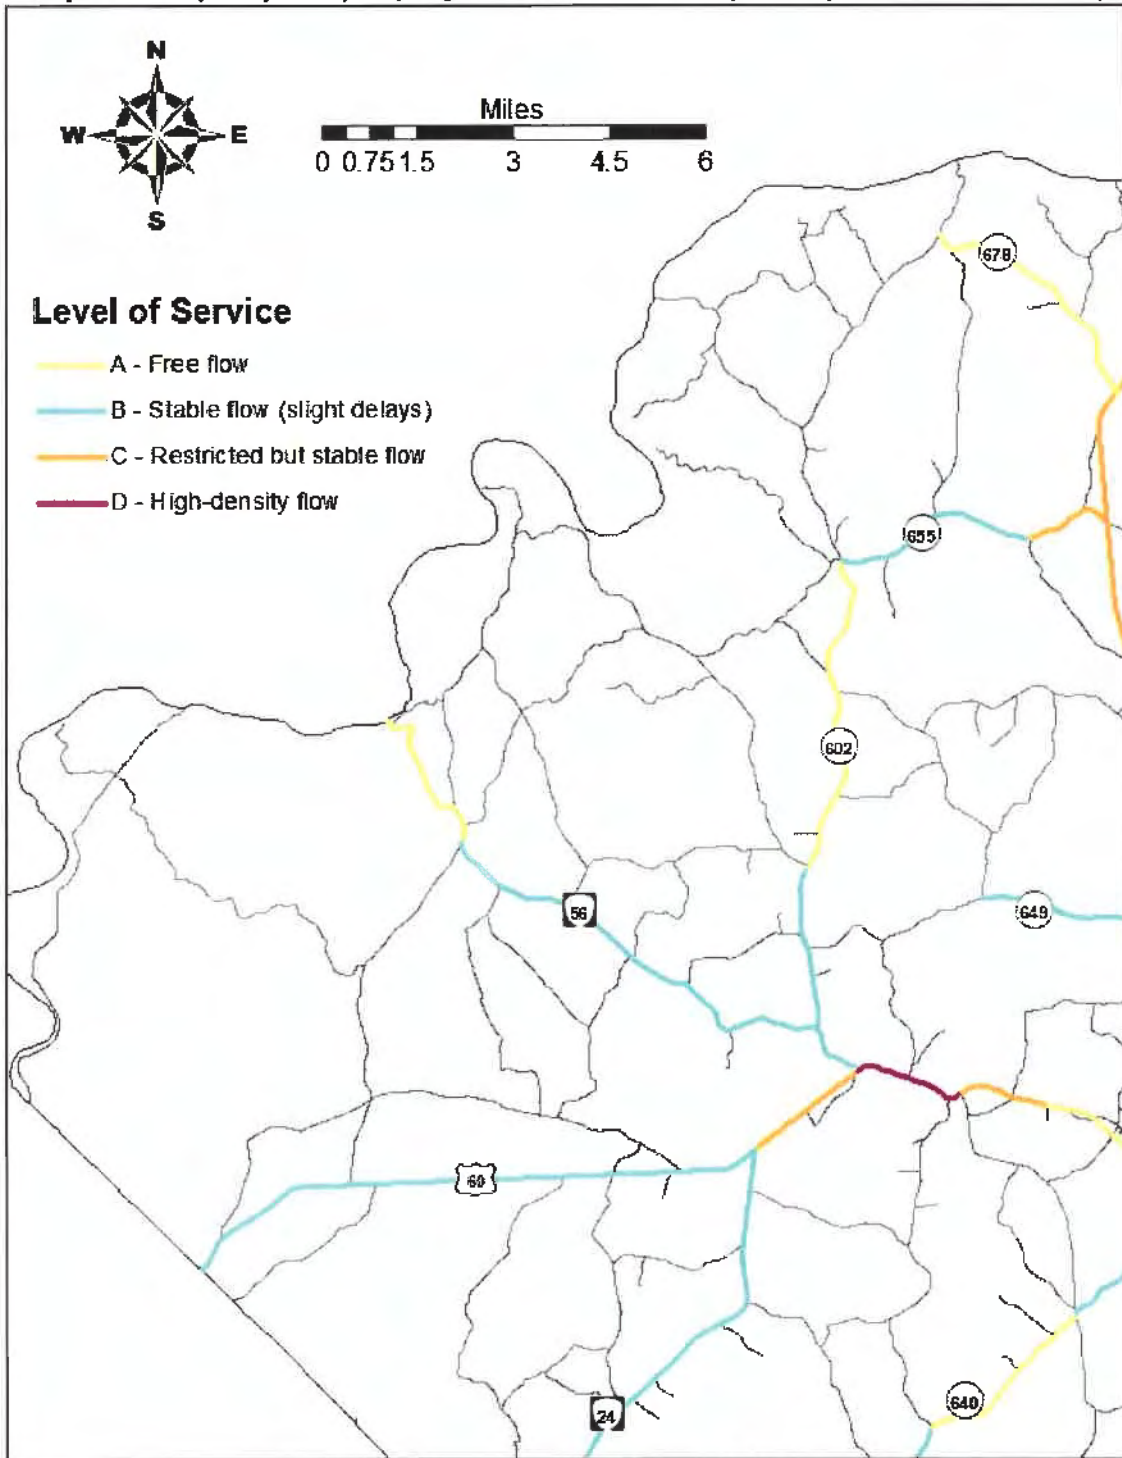 N
W E
S
Miles
0 0.75 1.5 3 4.5 6
Level of Service
A - Free flow
B - Stable flow (slight delays)
C - Restricted but stable flow
D - High-density flow
678
655
602
56
649
60
24
640